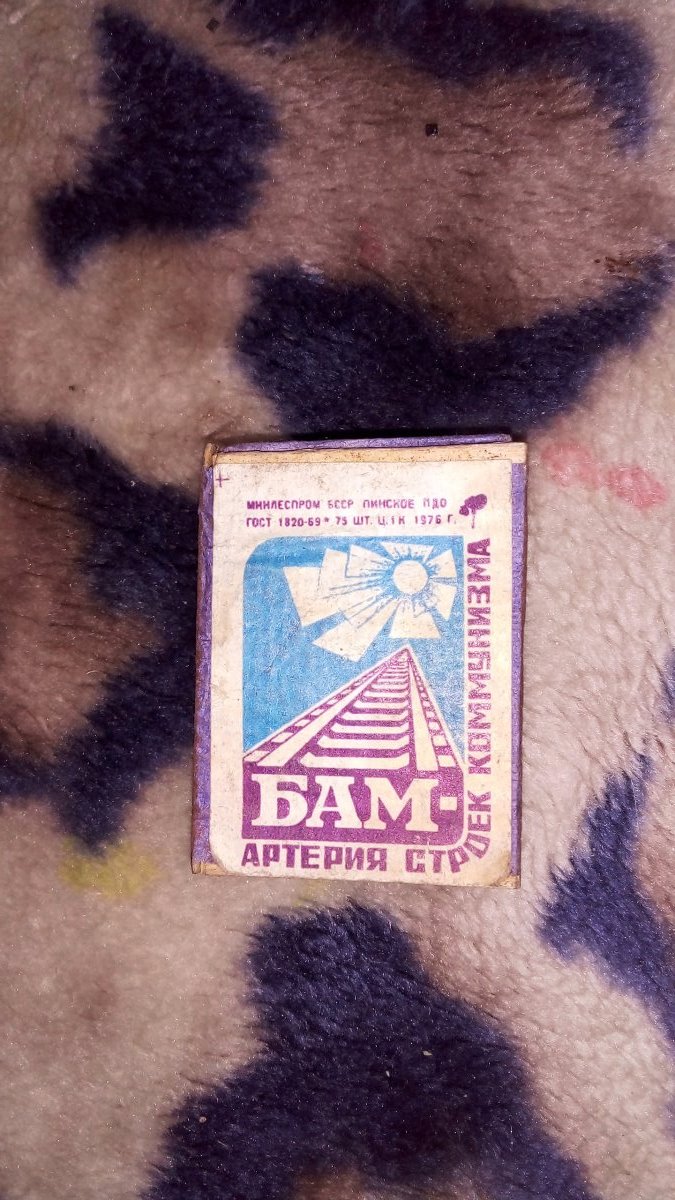 МИНЛЕСПРОМ БССР ПИНСКОЕ ПДО
ГОСТ 1820-69* 75 ШТ. Ц.1 К 1976 Г.
БАМ-
АРТЕРИЯ СТРОЕК КОММУНИЗМА